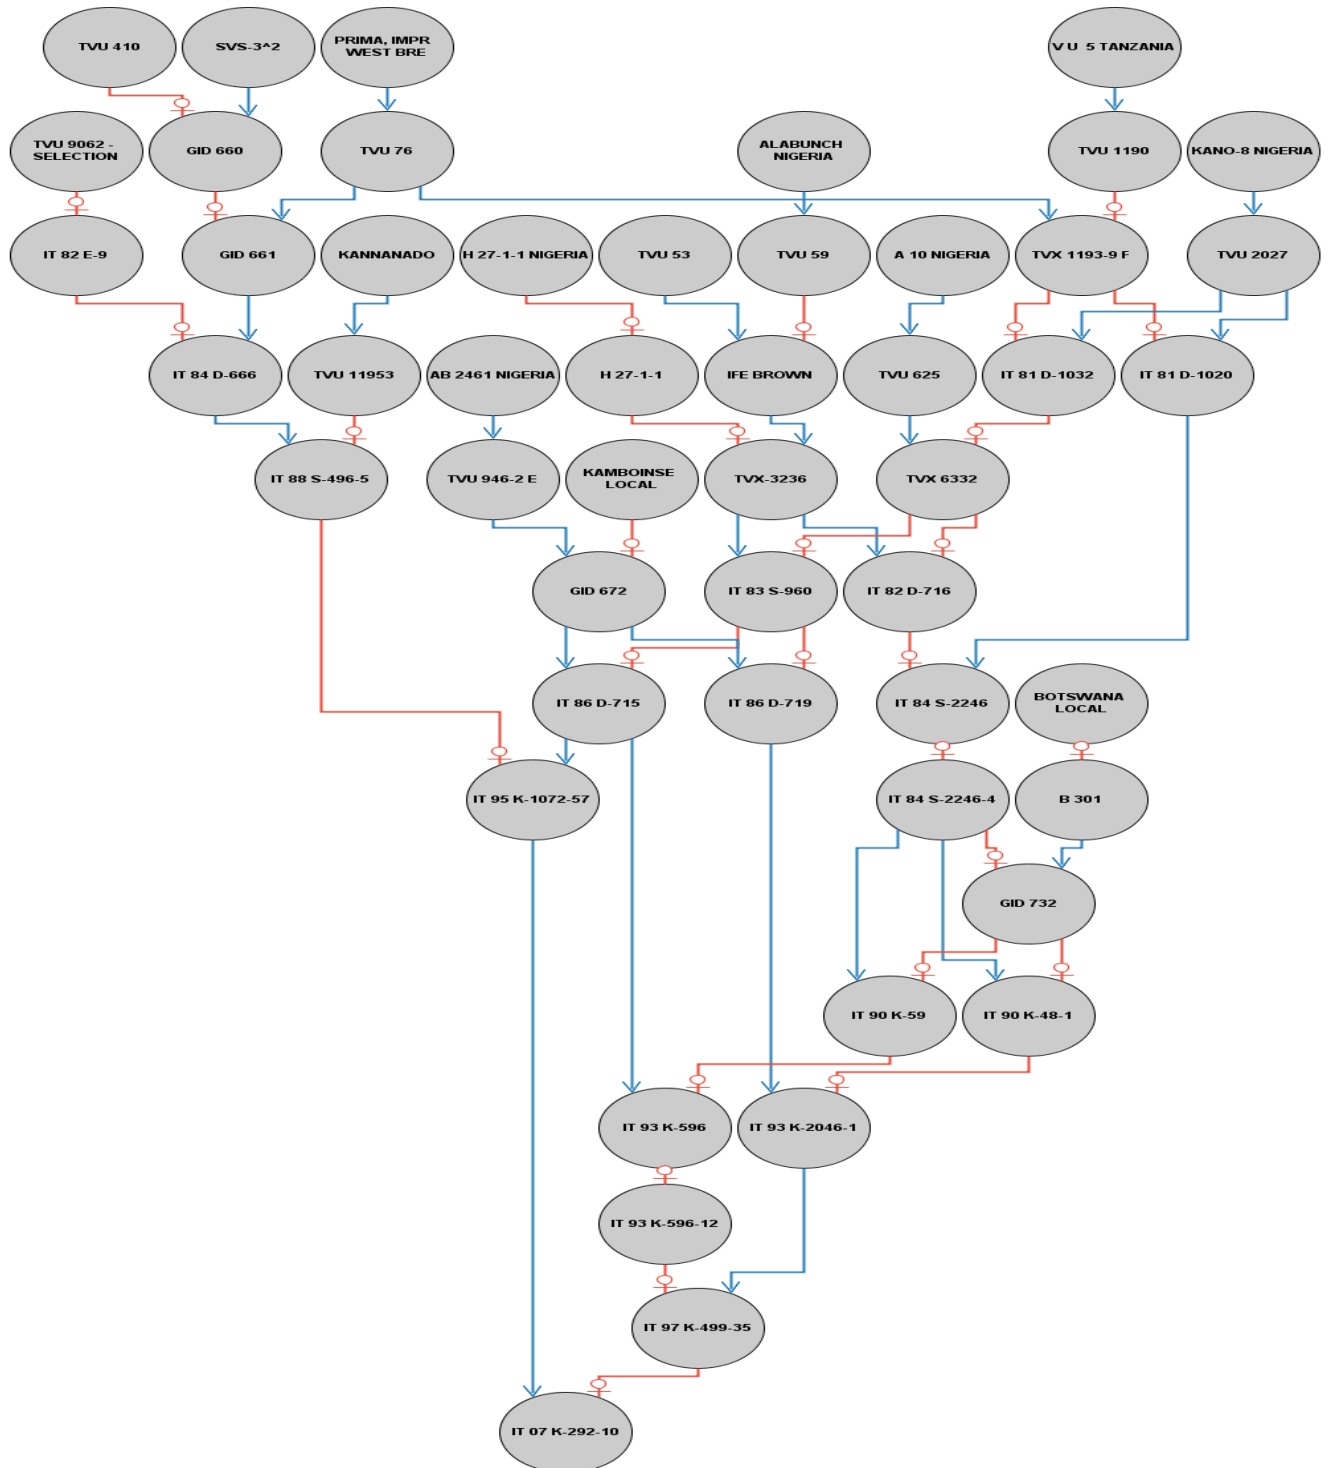 TVU 410
SVS-3^2
PRIMA, IMPR
WEST BRE
V U  5 TANZANIA
TVU 9062 -
SELECTION
GID 660
TVU 76
ALABUNCH
NIGERIA
TVU 1190
KANO-8 NIGERIA
IT 82 E-9
GID 661
KANNANADO
H 27-1-1 NIGERIA
TVU 53
TVU 59
A 10 NIGERIA
TVX 1193-9 F
TVU 2027
IT 84 D-666
TVU 11953
AB 2461 NIGERIA
H 27-1-1
IFE BROWN
TVU 625
IT 81 D-1032
IT 81 D-1020
IT 88 S-496-5
TVU 946-2 E
KAMBOINSE
LOCAL
TVX-3236
TVX 6332
GID 672
IT 83 S-960
IT 82 D-716
IT 86 D-715
IT 86 D-719
IT 84 S-2246
BOTSWANA
LOCAL
IT 95 K-1072-57
IT 84 S-2246-4
B 301
GID 732
IT 90 K-59
IT 90 K-48-1
IT 93 K-596
IT 93 K-2046-1
IT 93 K-596-12
IT 97 K-499-35
IT 07 K-292-10